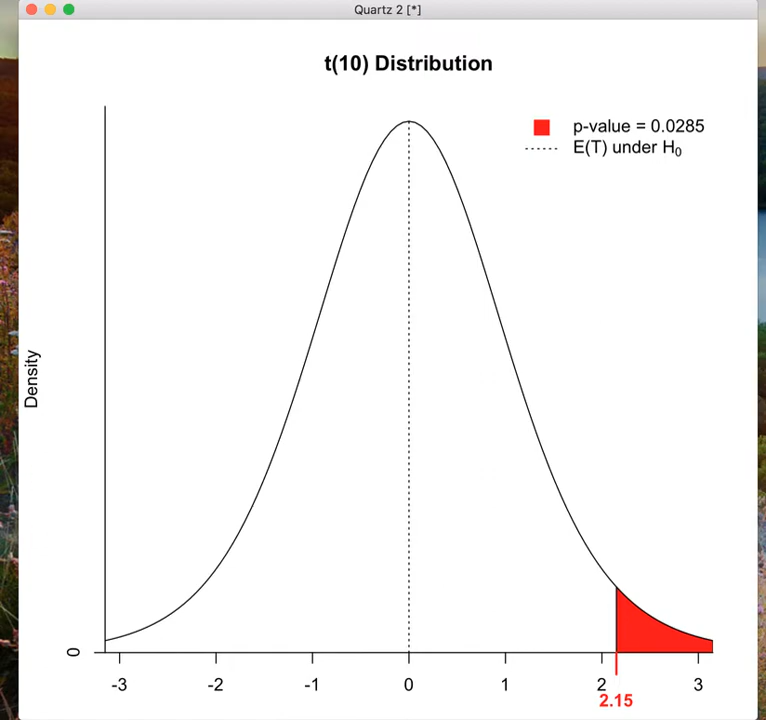 Quartz 2 [*]
t(10) Distribution
p-value = 0.0285
E(T) under H₀
Density
0
-3 -2 -1 0 1 2 3
2.15